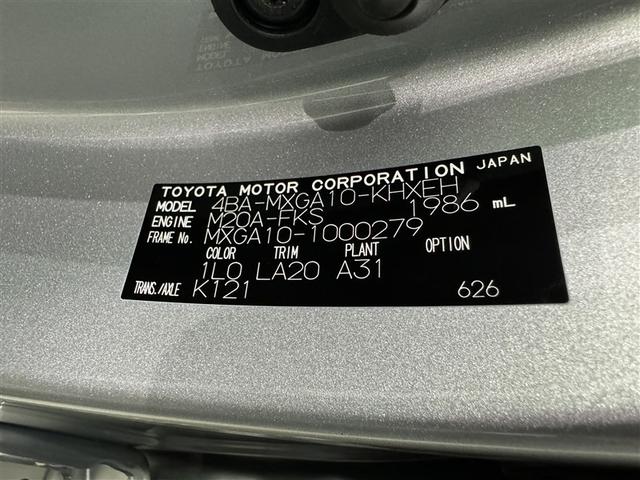 TOYOTA MOTOR CORPORATION JAPAN
MODEL 4BA-MXGA10-KHXEH
ENGINE M20A-FKS 1986 mL
FRAME No. MXGA10-1000279
COLOR TRIM PLANT OPTION
1L0 LA20 A31
TRANS./AXLE K121 626